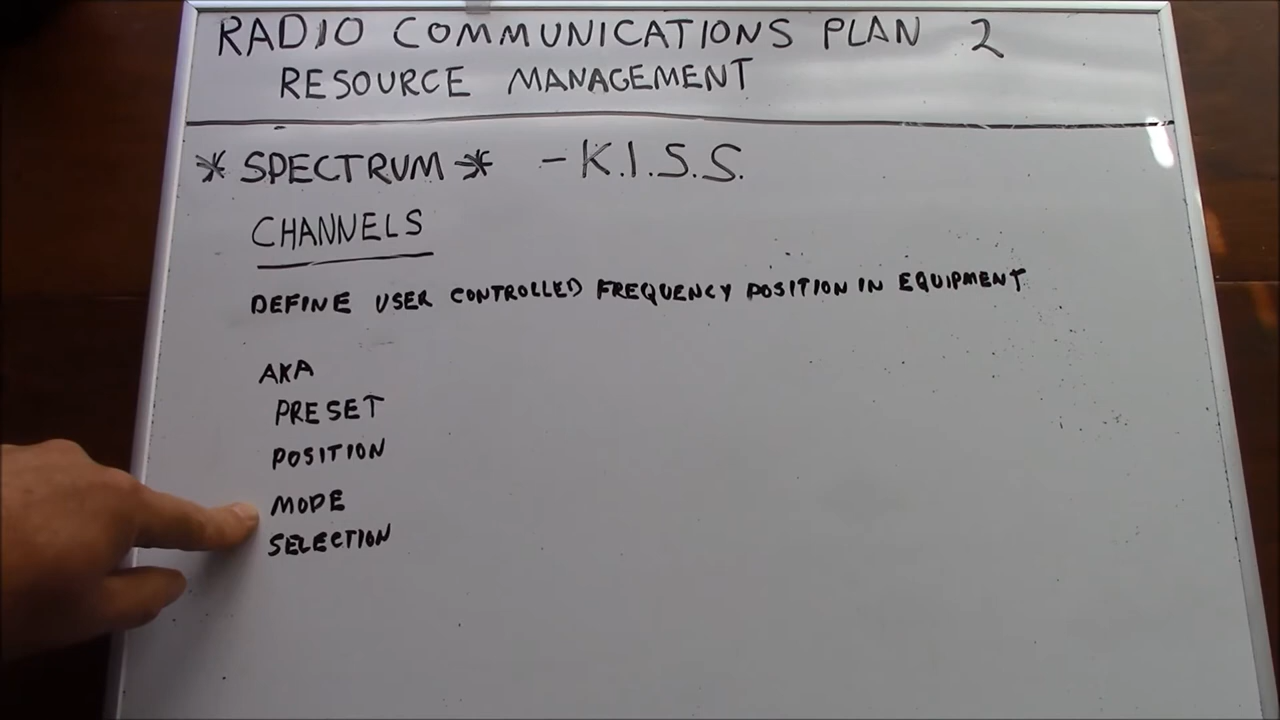 RADIO COMMUNICATIONS PLAN 2
RESOURCE MANAGEMENT
* SPECTRUM * - K.I.S.S.
CHANNELS
DEFINE USER CONTROLLED FREQUENCY POSITION IN EQUIPMENT
AKA
PRESET
POSITION
MODE
SELECTION